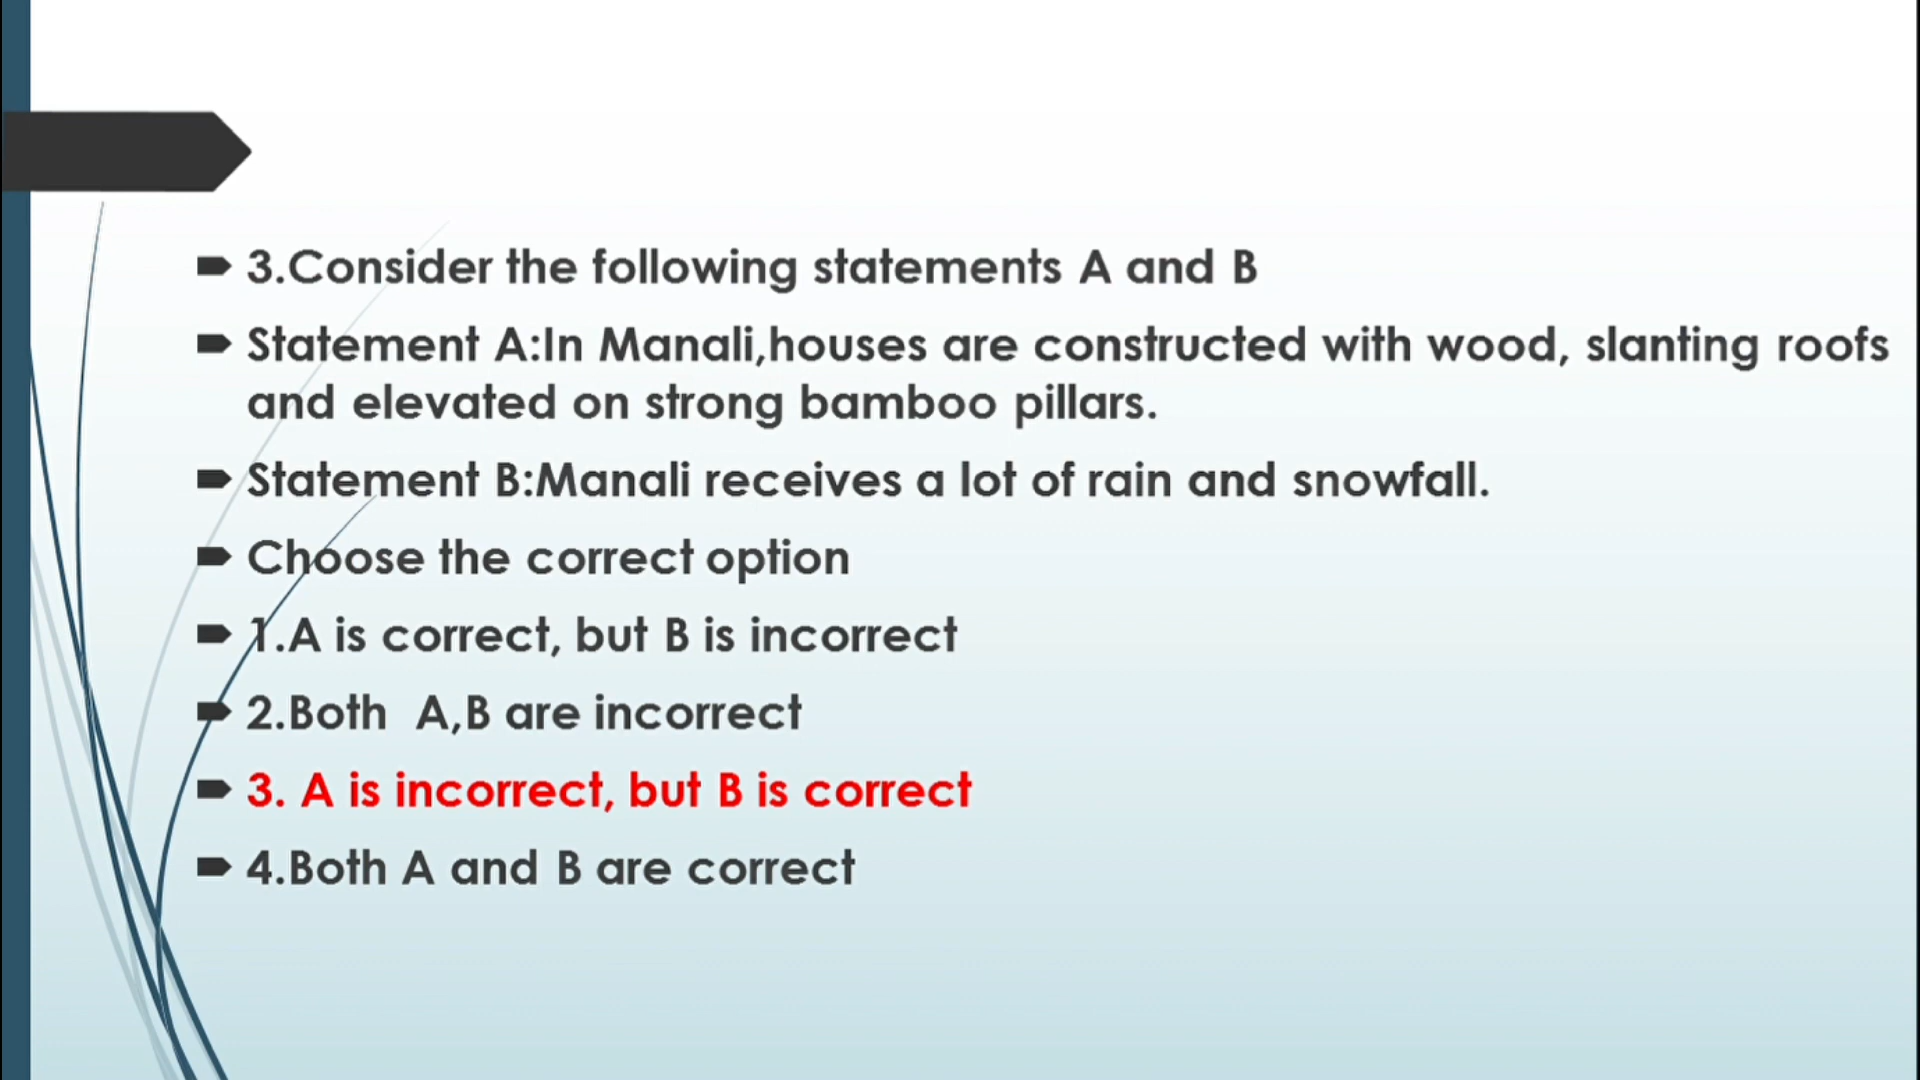 3.Consider the following statements A and B
Statement A:In Manali,houses are constructed with wood, slanting roofs
and elevated on strong bamboo pillars.
Statement B:Manali receives a lot of rain and snowfall.
Choose the correct option
1.A is correct, but B is incorrect
2.Both A,B are incorrect
3. A is incorrect, but B is correct
4.Both A and B are correct